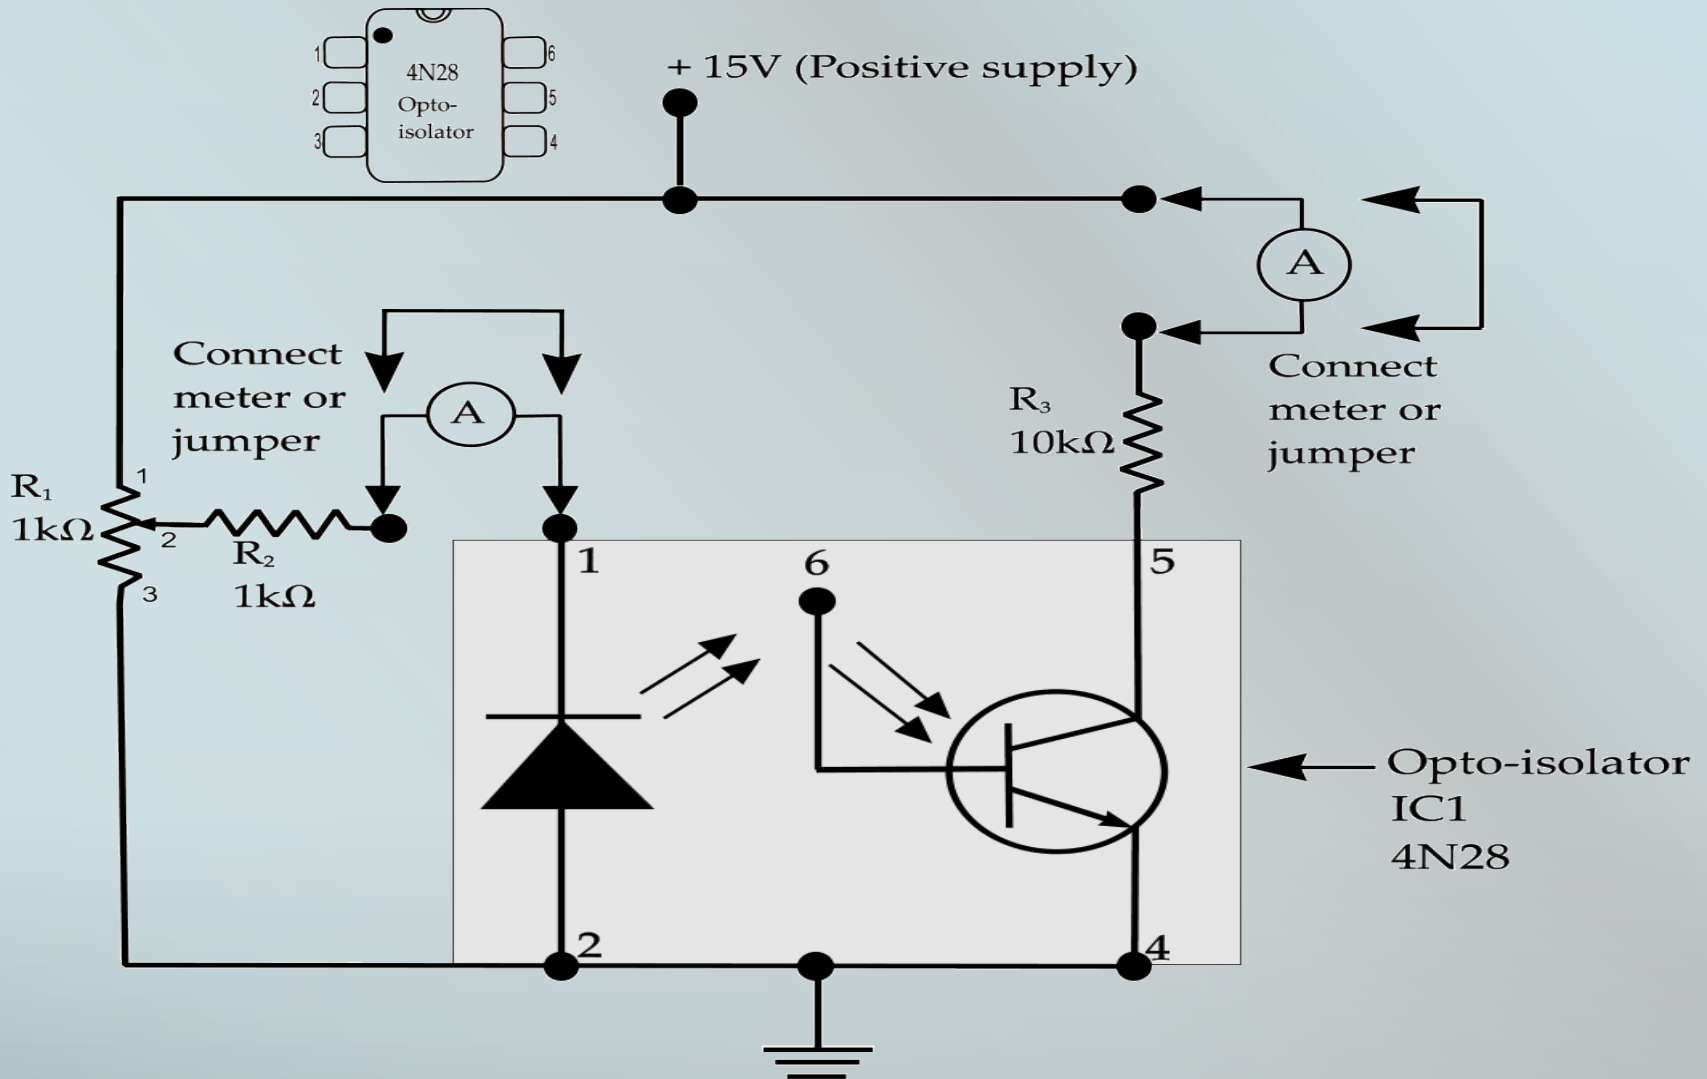 1
2
3
4N28
Opto-
isolator
6
5
4
+ 15V (Positive supply)
A
Connect
meter or
jumper
A
Connect
meter or
jumper
R₃
10kΩ
R₁
1kΩ
1
2
3
R₂
1kΩ
1
6
5
Opto-isolator
IC1
4N28
2
4